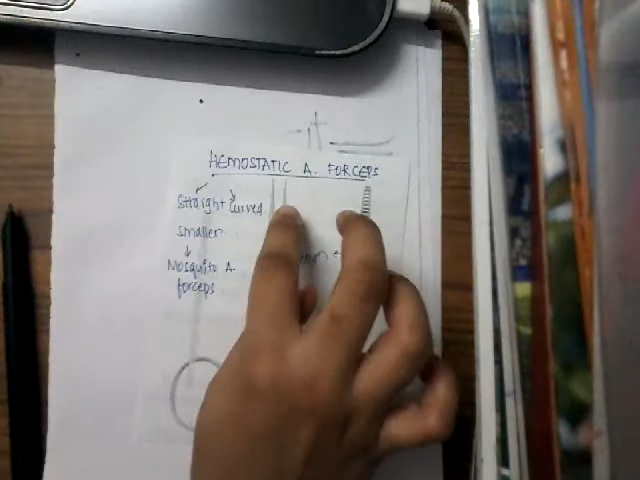 HEMOSTATIC A. FORCEPS
straight curved
smaller
Mosquito A.
forceps